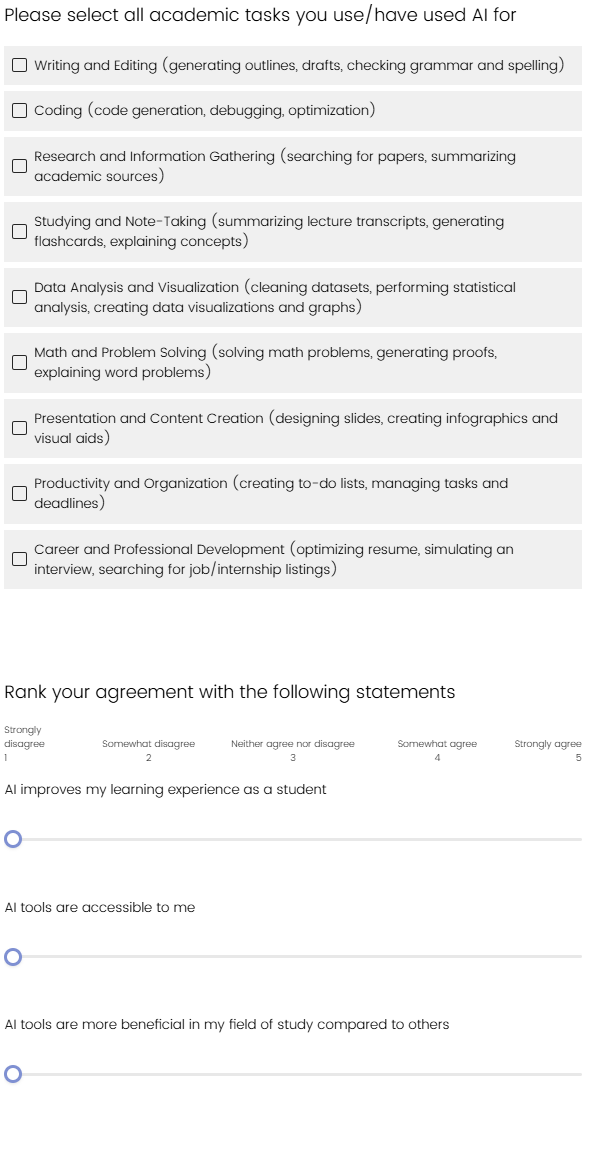 Please select all academic tasks you use/have used AI for
Writing and Editing (generating outlines, drafts, checking grammar and spelling)
Coding (code generation, debugging, optimization)
Research and Information Gathering (searching for papers, summarizing
academic sources)
Studying and Note-Taking (summarizing lecture transcripts, generating
flashcards, explaining concepts)
Data Analysis and Visualization (cleaning datasets, performing statistical
analysis, creating data visualizations and graphs)
Math and Problem Solving (solving math problems, generating proofs,
explaining word problems)
Presentation and Content Creation (designing slides, creating infographics and
visual aids)
Productivity and Organization (creating to-do lists, managing tasks and
deadlines)
Career and Professional Development (optimizing resume, simulating an
interview, searching for job/internship listings)
Rank your agreement with the following statements
Strongly
disagree Somewhat disagree Neither agree nor disagree Somewhat agree Strongly agree
1 2 3 4 5
AI improves my learning experience as a student
AI tools are accessible to me
AI tools are more beneficial in my field of study compared to others